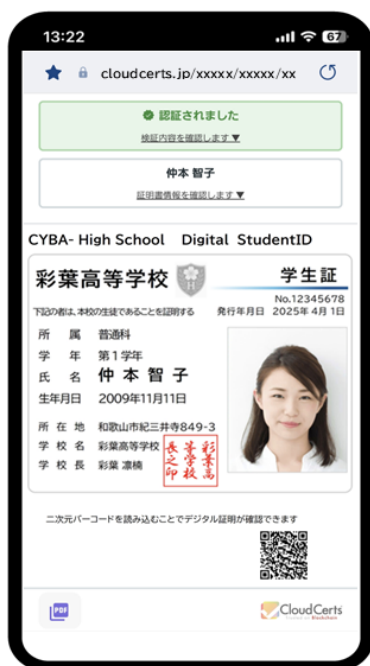 13:22
67
cloudcerts.jp/xxxxx/xxxxx/xx
認証されました
検証内容を確認します▼
仲本 智子
証明書情報を確認します▼
CYBA- High School Digital StudentID
彩葉高等学校 H 学生証
No.12345678
下記の者は、本校の生徒であることを証明する 発行年月日 2025年 4月 1日
所 属 普通科
学 年 第1学年
氏 名 仲本智子
生年月日 2009年11月11日
所 在 地 和歌山市紀三井寺849-3
学 校 名 彩葉高等学校
学 校 長 彩葉 凛楠
彩葉高
等学校
長之印
二次元バーコードを読み込むことでデジタル証明が確認できます
PDF
CloudCerts
Trusted on Blockchain